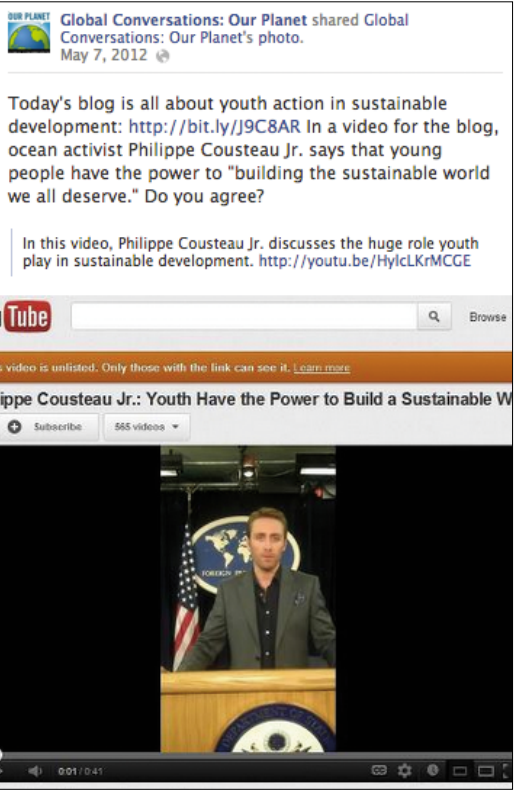 OUR PLANET
Global Conversations: Our Planet shared Global
Conversations: Our Planet's photo.
May 7, 2012
Today's blog is all about youth action in sustainable
development: http://bit.ly/J9C8AR In a video for the blog,
ocean activist Philippe Cousteau Jr. says that young
people have the power to "building the sustainable world
we all deserve." Do you agree?
In this video, Philippe Cousteau Jr. discusses the huge role youth
play in sustainable development. http://youtu.be/HylcLKrMCGE
Tube
Browse
video is unlisted. Only those with the link can see it. Learn more
ippe Cousteau Jr.: Youth Have the Power to Build a Sustainable W
Subscribe
565 videos
FOREIGN
DEPARTMENT OF STATE
0:01 / 0:41
CC